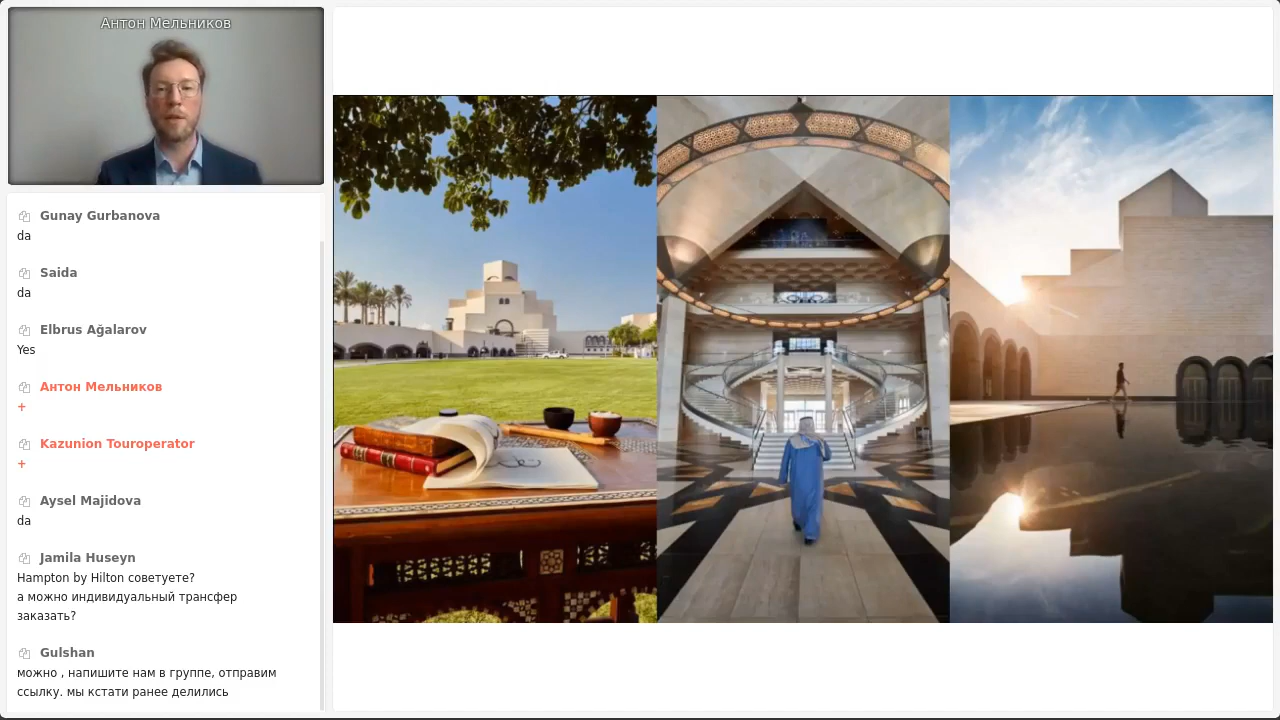 Антон Мельников
Gunay Gurbanova
da
Saida
da
Elbrus Ağalarov
Yes
Антон Мельников
+
Kazunion Touroperator
+
Aysel Majidova
da
Jamila Huseyn
Hampton by Hilton советуете?
а можно индивидуальный трансфер
заказать?
Gulshan
можно , напишите нам в группе, отправим
ссылку. мы кстати ранее делились